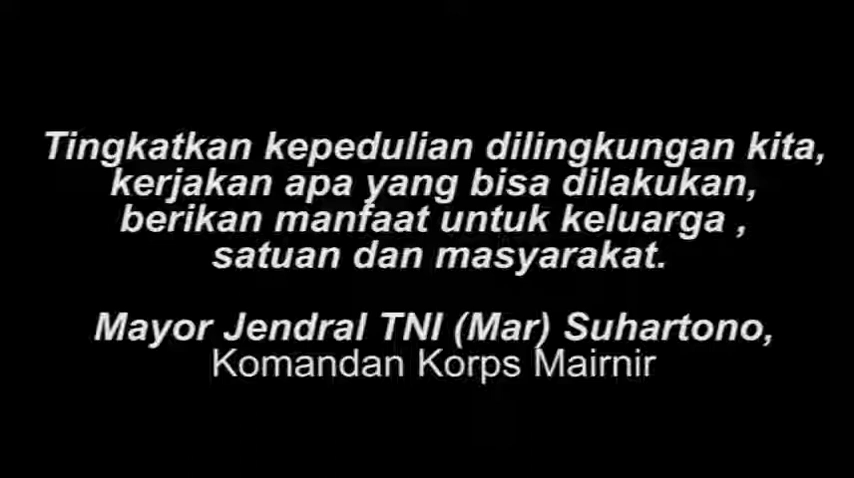 Tingkatkan kepedulian dilingkungan kita,
kerjakan apa yang bisa dilakukan,
berikan manfaat untuk keluarga ,
satuan dan masyarakat.
Mayor Jendral TNI (Mar) Suhartono,
Komandan Korps Mairnir